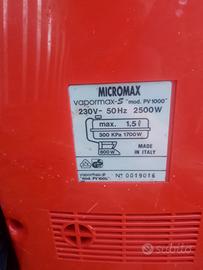 MICROMAX
vapormax-S "mod. PV1000"
230V~ 50Hz 2500W
max. 1,5 ℓ
300 KPa 1700W
800 W
MADE
IN ITALY
vapormax-S
"mod. PV1000"
N° 0019016
subito